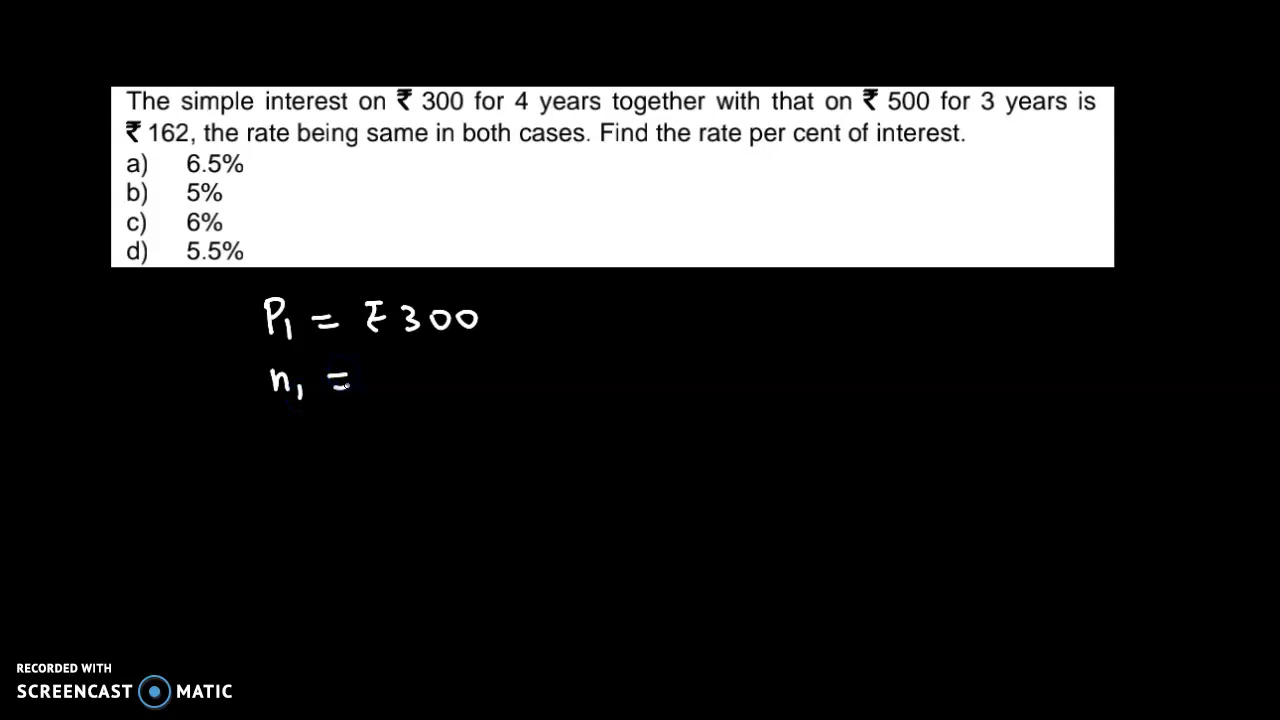 The simple interest on ₹ 300 for 4 years together with that on ₹ 500 for 3 years is
₹ 162, the rate being same in both cases. Find the rate per cent of interest.
a) 6.5%
b) 5%
c) 6%
d) 5.5%
P₁ = ₹ 300
n₁ =
RECORDED WITH
SCREENCAST MATIC